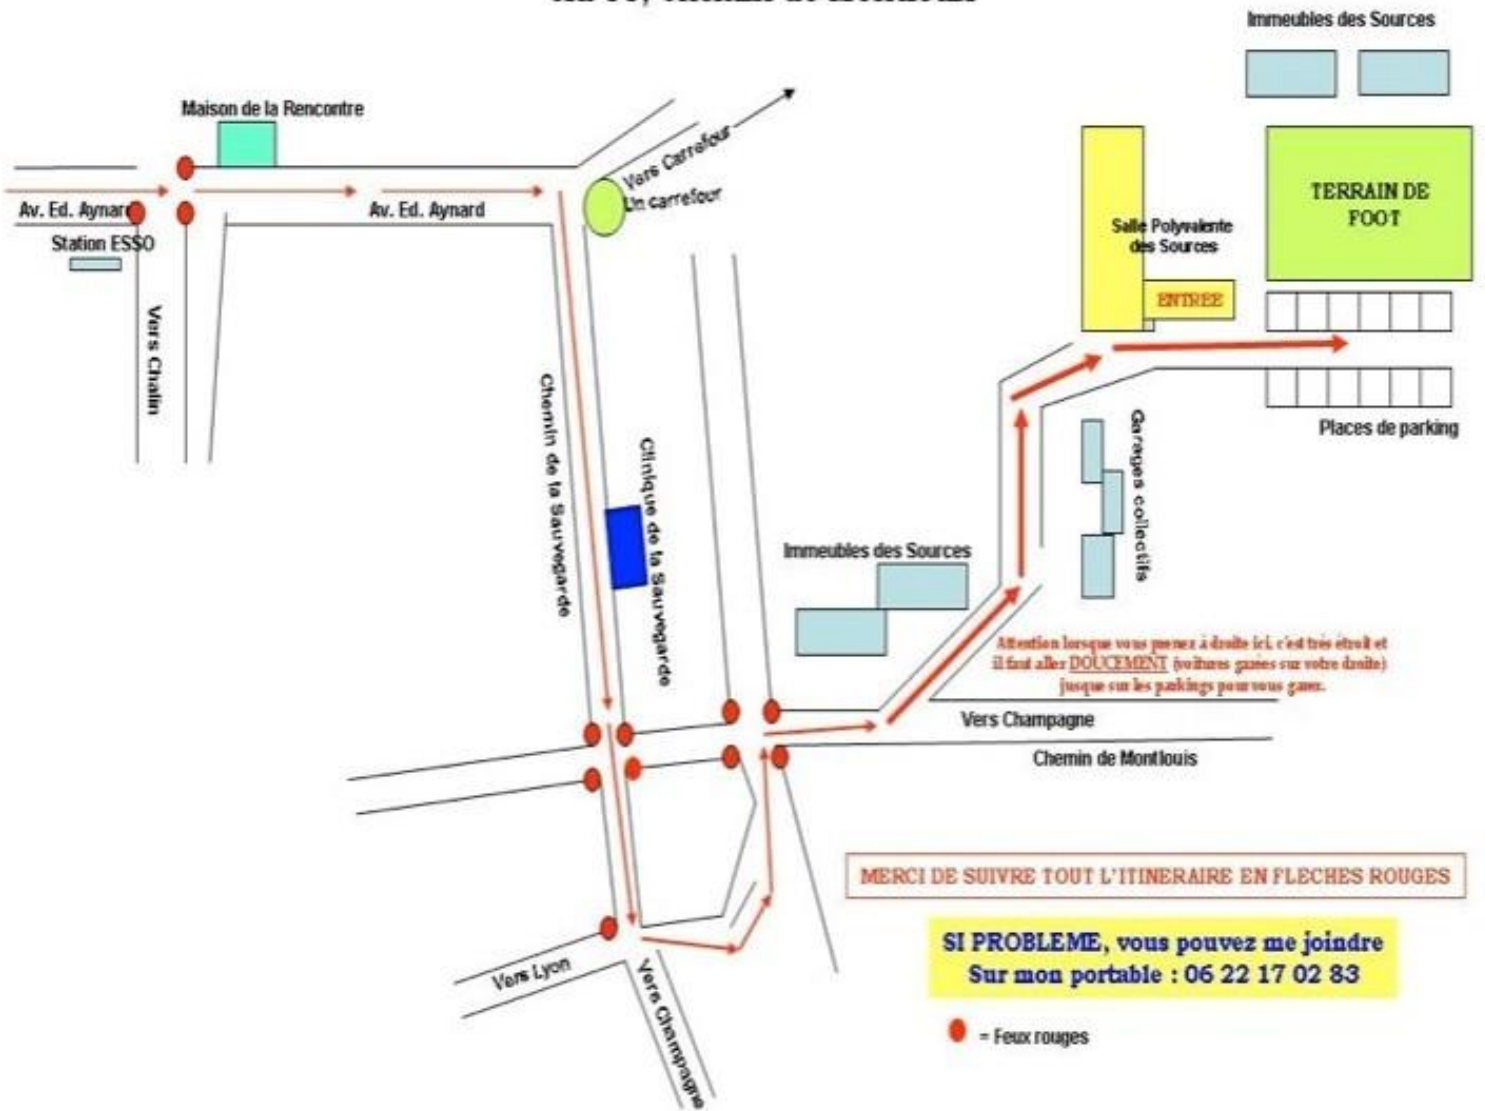 Immeubles des Sources
Maison de la Rencontre
Vers Carrefour
Un carrefour
Av. Ed. Aynard
Av. Ed. Aynard
Station ESSO
Vers Chalin
TERRAIN DE
FOOT
Salle Polyvalente
des Sources
ENTREE
Places de parking
Garages collectifs
Chemin de la Sauvegarde
Clinique de la Sauvegarde
Immeubles des Sources
Attention lorsque vous prenez à droite ici, c'est très étroit et
il faut aller DOUCEMENT (voitures garées sur votre droite)
jusque sur les parkings pour vous garer.
Vers Champagne
Chemin de Montlouis
MERCI DE SUIVRE TOUT L'ITINERAIRE EN FLECHES ROUGES
SI PROBLEME, vous pouvez me joindre
Sur mon portable : 06 22 17 02 83
Vers Lyon
Vers Champagne
= Feux rouges